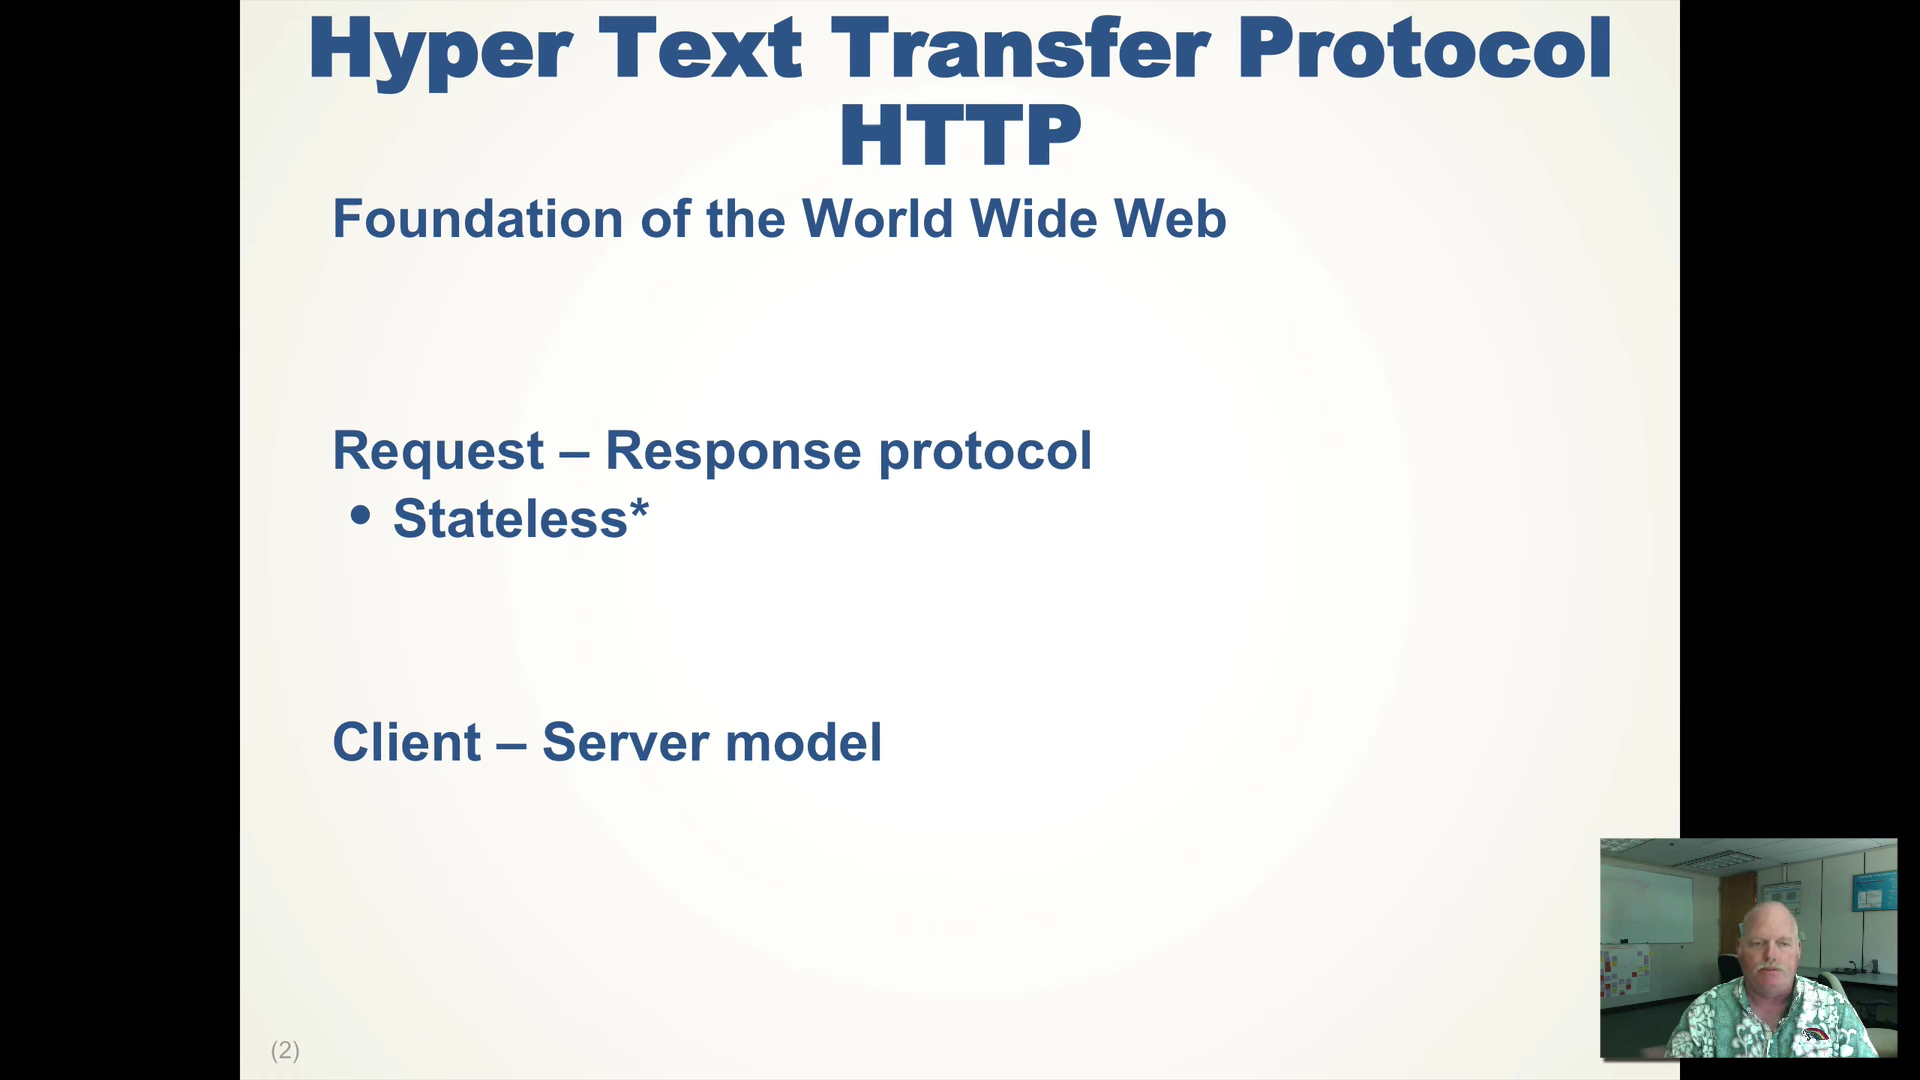 Hyper Text Transfer Protocol
HTTP
Foundation of the World Wide Web
Request – Response protocol
• Stateless*
Client – Server model
(2)